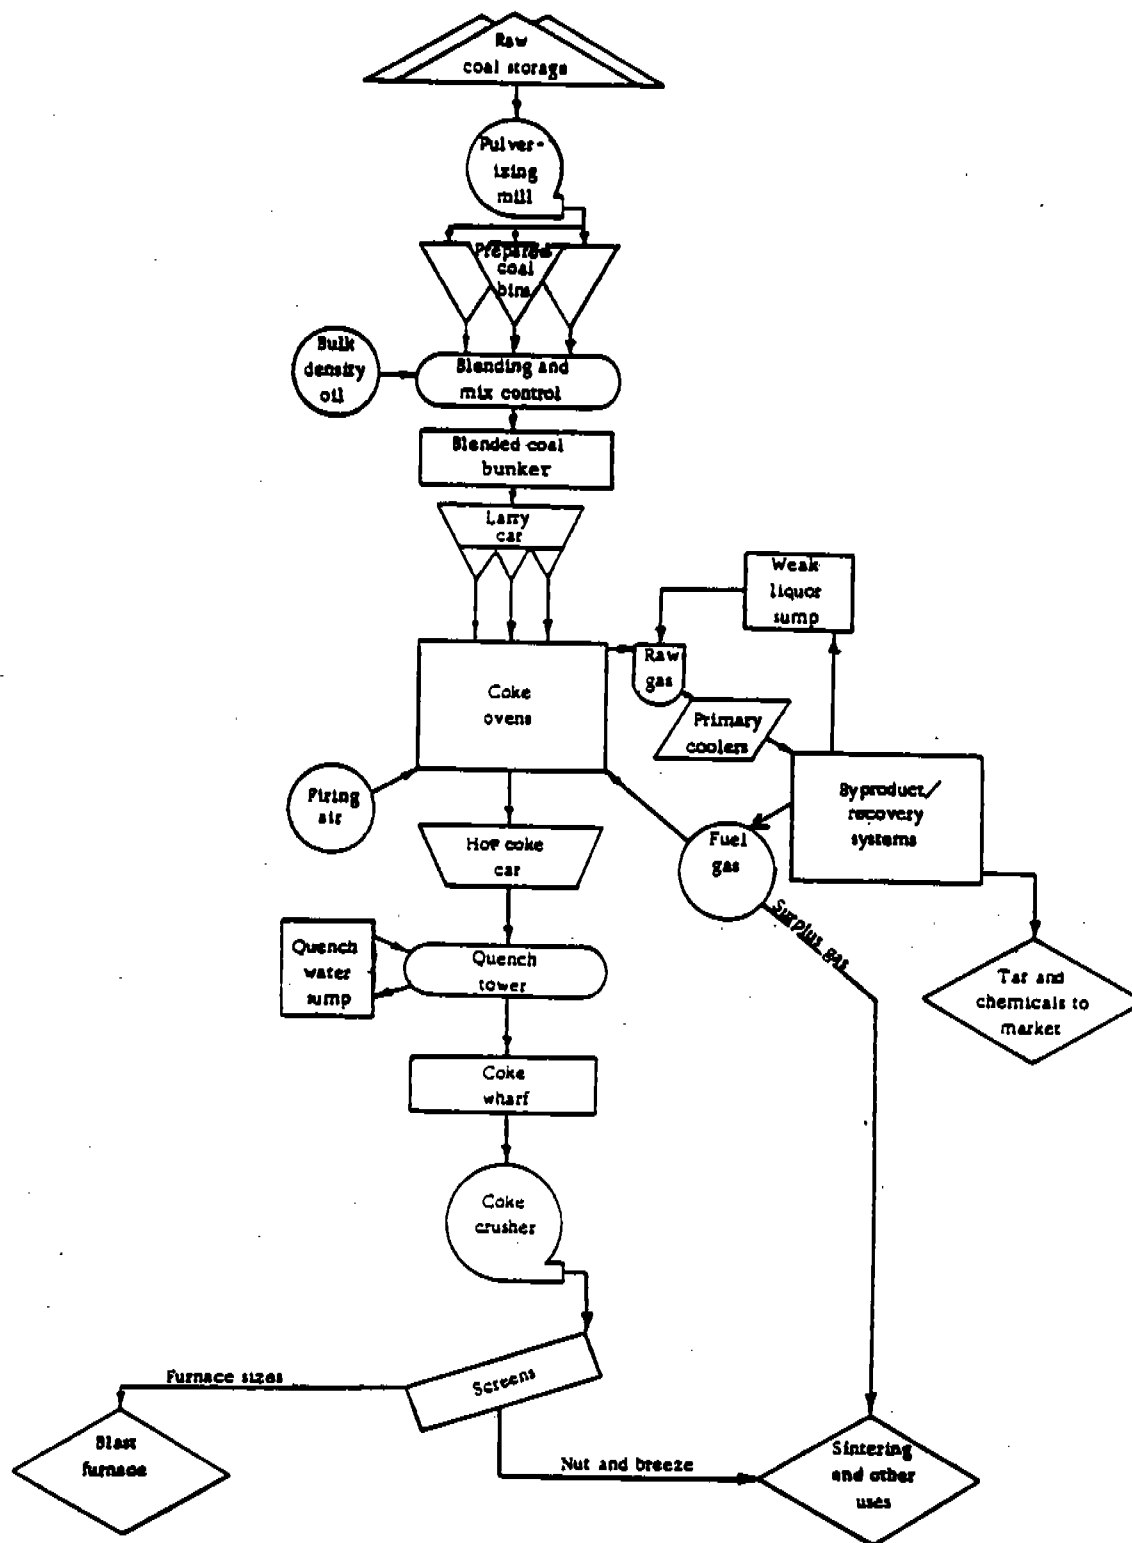 Raw
coal storage
Pulver-
izing
mill
Prepared
coal
bins
Bulk
density
oil
Blending and
mix control
Blended coal
bunker
Larry
car
Weak
liquor
sump
Coke
ovens
Raw
gas
Primary
coolers
Firing
air
Byproduct/
recovery
systems
Fuel
gas
Hot coke
car
Surplus gas
Quench
water
sump
Quench
tower
Tar and
chemicals to
market
Coke
wharf
Coke
crusher
Screens
Furnace sizes
Blast
furnace
Nut and breeze
Sintering
and other
uses